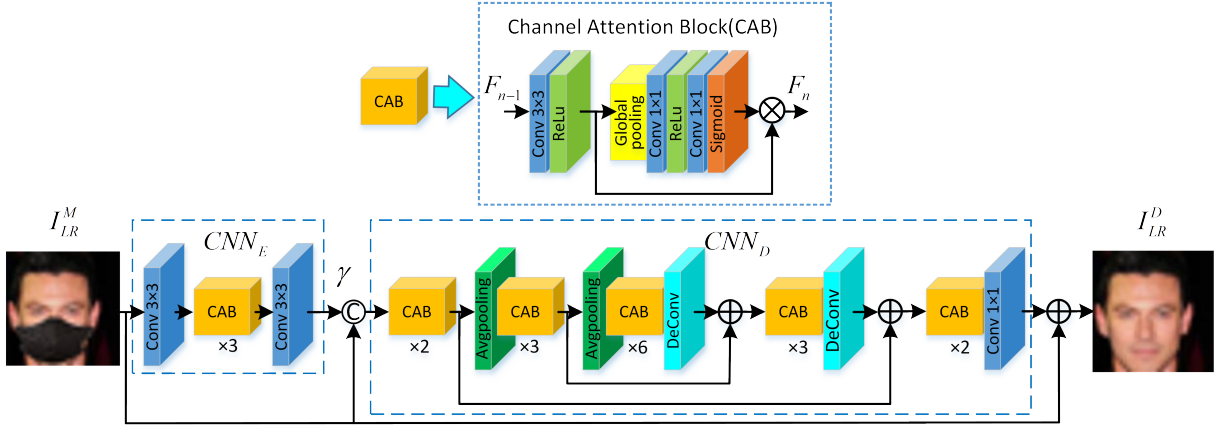 Channel Attention Block(CAB)
CAB
F_{n-1}
Conv 3×3
ReLu
Global pooling
Conv 1×1
ReLu
Conv 1×1
Sigmoid
⊗
F_n
I_{LR}^{M}
CNN_E
Conv 3×3
CAB
×3
Conv 3×3
γ
©
CNN_D
CAB
×2
Avgpooling
CAB
×3
Avgpooling
CAB
×6
DeConv
⊕
CAB
×3
DeConv
⊕
CAB
×2
Conv 1×1
⊕
I_{LR}^{D}